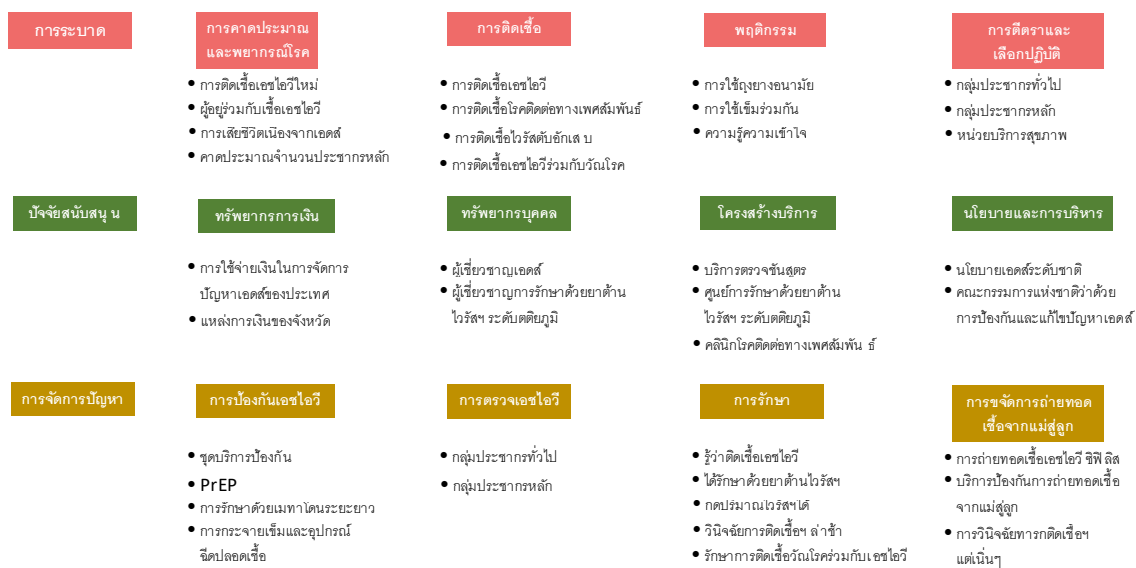 การระบาด
การคาดประมาณ
และพยากรณ์โรค
• การติดเชื้อเอชไอวีใหม่
• ผู้อยู่ร่วมกับเชื้อเอชไอวี
• การเสียชีวิตเนื่องจากเอดส์
• คาดประมาณจำนวนประชากรหลัก
การติดเชื้อ
• การติดเชื้อเอชไอวี
• การติดเชื้อโรคติดต่อทางเพศสัมพันธ์
• การติดเชื้อไวรัสตับอักเส บ
• การติดเชื้อเอชไอวีร่วมกับวัณโรค
พฤติกรรม
• การใช้ถุงยางอนามัย
• การใช้เข็มร่วมกัน
• ความรู้ความเข้าใจ
การตีตราและ
เลือกปฏิบัติ
• กลุ่มประชากรทั่วไป
• กลุ่มประชากรหลัก
• หน่วยบริการสุขภาพ
ปัจจัยสนับสนุ น
ทรัพยากรการเงิน
• การใช้จ่ายเงินในการจัดการ
ปัญหาเอดส์ของประเทศ
• แหล่งการเงินของจังหวัด
ทรัพยากรบุคคล
• ผู้เชี่ยวชาญเอดส์
• ผู้เชี่ยวชาญการรักษาด้วยยาต้าน
ไวรัสฯ ระดับตติยภูมิ
โครงสร้างบริการ
• บริการตรวจชันสูตร
• ศูนย์การรักษาด้วยยาต้าน
ไวรัสฯ ระดับตติยภูมิ
• คลินิกโรคติดต่อทางเพศสัมพัน ธ์
นโยบายและการบริหาร
• นโยบายเอดส์ระดับชาติ
• คณะกรรมการแห่งชาติว่าด้วย
การป้องกันและแก้ไขปัญหาเอดส์
การจัดการปัญหา
การป้องกันเอชไอวี
• ชุดบริการป้องกัน
• PrEP
• การรักษาด้วยเมทาโดนระยะยาว
• การกระจายเข็มและอุปกรณ์
ฉีดปลอดเชื้อ
การตรวจเอชไอวี
• กลุ่มประชากรทั่วไป
• กลุ่มประชากรหลัก
การรักษา
• รู้ว่าติดเชื้อเอชไอวี
• ได้รักษาด้วยยาต้านไวรัสฯ
• กดปริมาณไวรัสฯได้
• วินิจฉัยการติดเชื้อฯ ล่าช้า
• รักษาการติดเชื้อวัณโรคร่วมกับเอชไอวี
การขจัดการถ่ายทอด
เชื้อจากแม่สู่ลูก
• การถ่ายทอดเชื้อเอชไอวี ซิฟิลิส
• บริการป้องกันการถ่ายทอดเชื้อ
จากแม่สู่ลูก
• การวินิจฉัยทารกติดเชื้อฯ
แต่เนิ่นๆ